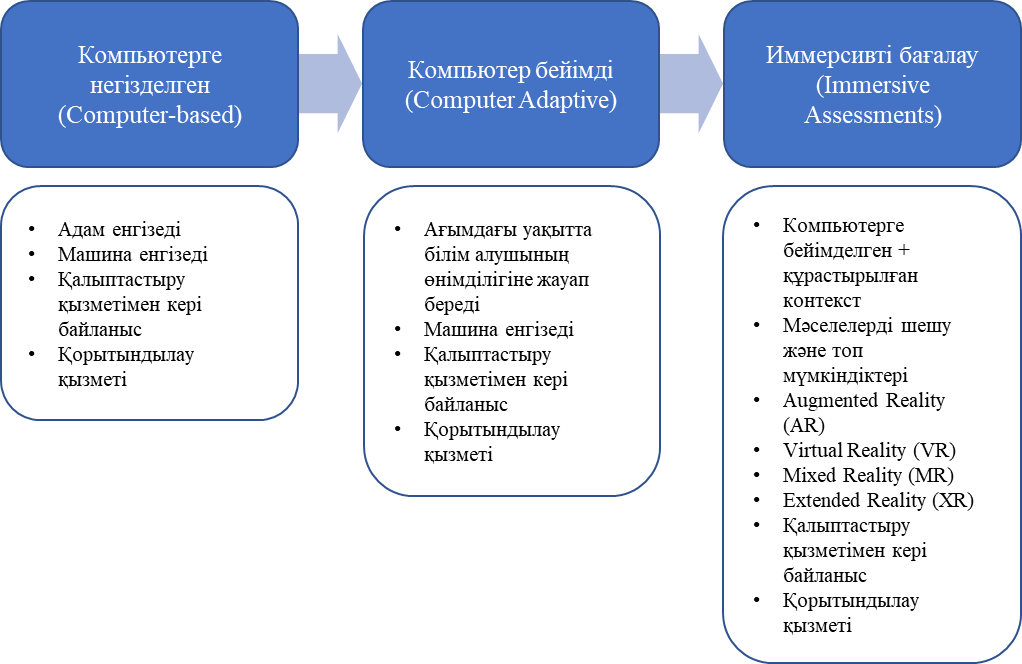 Компьютерге
негізделген
(Computer-based)
Компьютер бейімді
(Computer Adaptive)
Иммерсивті бағалау
(Immersive
Assessments)
• Адам енгізеді
• Машина енгізеді
• Қалыптастыру
қызметімен кері
байланыс
• Қорытындылау
қызметі
• Ағымдағы уақытта
білім алушының
өнімділігіне жауап
береді
• Машина енгізеді
• Қалыптастыру
қызметімен кері
байланыс
• Қорытындылау
қызметі
• Компьютерге
бейімделген +
құрастырылған
контекст
• Мәселелерді шешу
және топ
мүмкіндіктері
• Augmented Reality
(AR)
• Virtual Reality (VR)
• Mixed Reality (MR)
• Extended Reality (XR)
• Қалыптастыру
қызметімен кері
байланыс
• Қорытындылау
қызметі